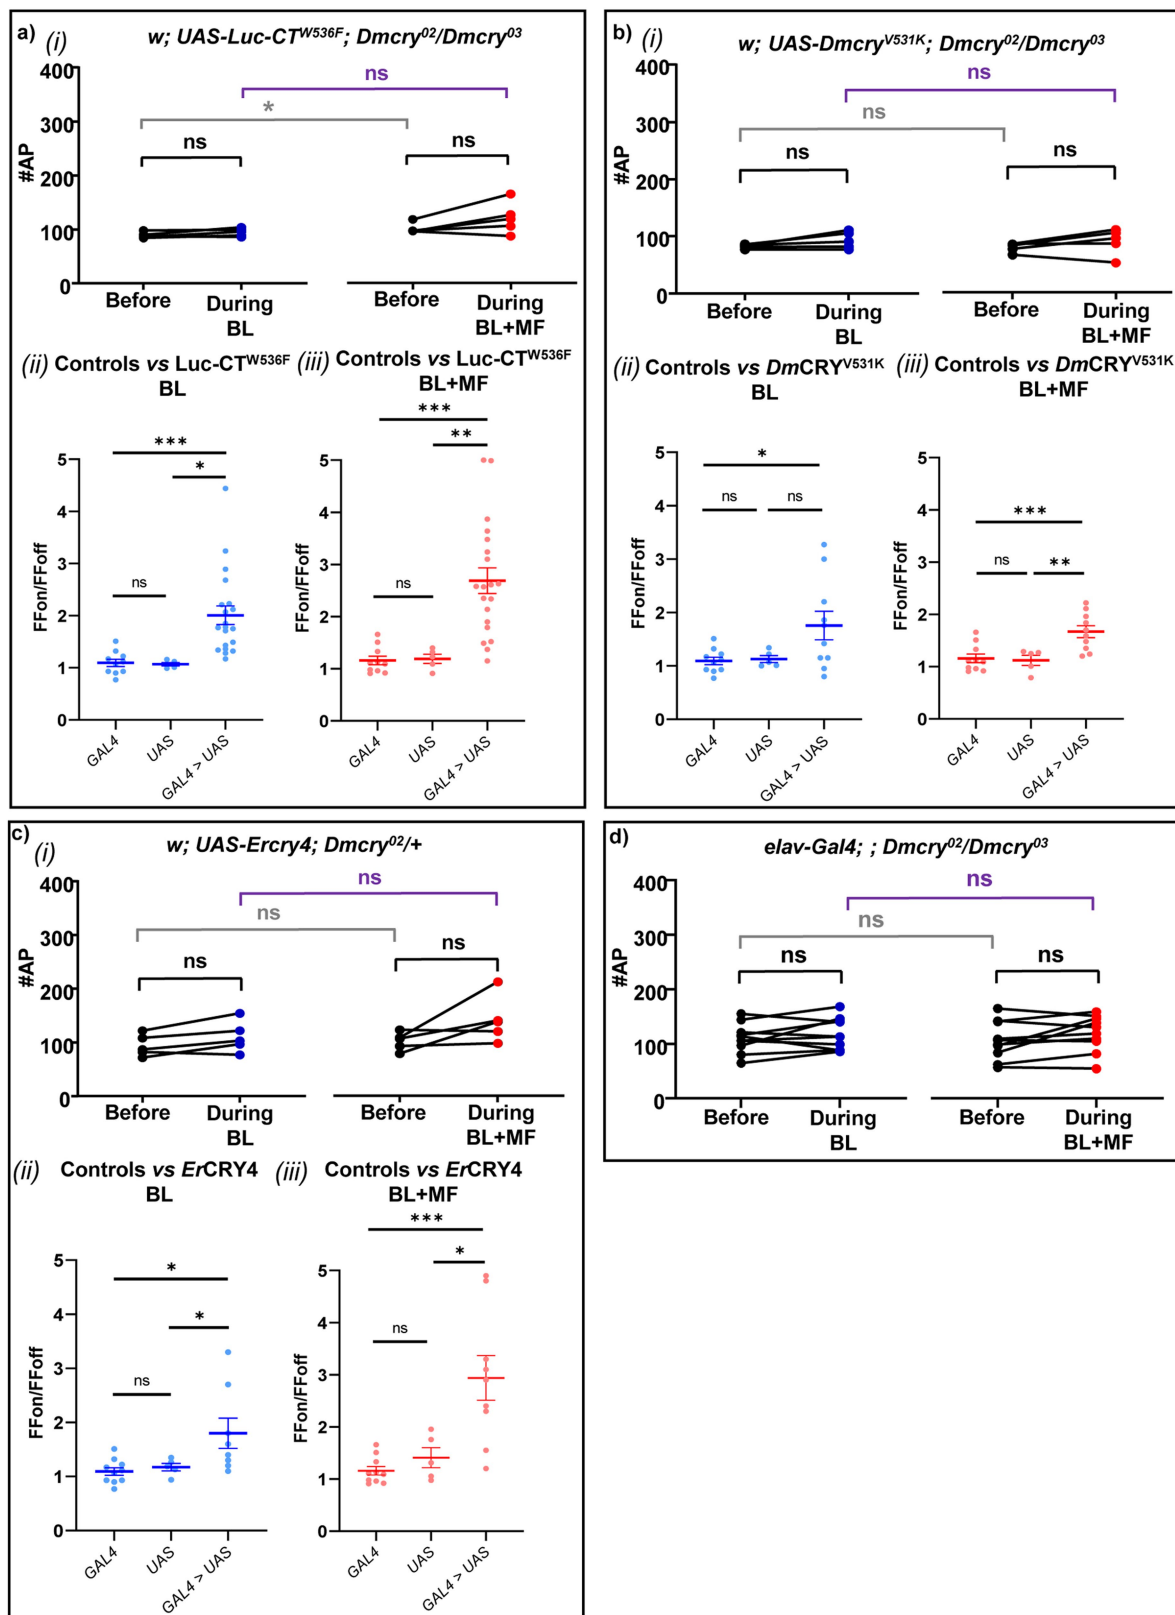 a)
(i)
w; UAS-Luc-CTᵂ⁵³⁶ᶠ; Dmcry⁰²/Dmcry⁰³
400
300
200
100
0
#AP
ns
*
ns
ns
Before
During
BL
Before
During
BL+MF
(ii) Controls vs Luc-CTᵂ⁵³⁶ᶠ
BL
***
*
ns
5
4
3
2
1
0
FFon/FFoff
GAL4
UAS
GAL4 > UAS
(iii) Controls vs Luc-CTᵂ⁵³⁶ᶠ
BL+MF
***
**
ns
5
4
3
2
1
0
FFon/FFoff
GAL4
UAS
GAL4 > UAS
b)
(i)
w; UAS-Dmcryⱽ⁵³¹ᴷ; Dmcry⁰²/Dmcry⁰³
400
300
200
100
0
#AP
ns
ns
ns
ns
Before
During
BL
Before
During
BL+MF
(ii) Controls vs DmCRYⱽ⁵³¹ᴷ
BL
*
ns
ns
5
4
3
2
1
0
FFon/FFoff
GAL4
UAS
GAL4 > UAS
(iii) Controls vs DmCRYⱽ⁵³¹ᴷ
BL+MF
***
ns
**
5
4
3
2
1
0
FFon/FFoff
GAL4
UAS
GAL4 > UAS
c)
(i)
w; UAS-Ercry4; Dmcry⁰²/+
400
300
200
100
0
#AP
ns
ns
ns
ns
Before
During
BL
Before
During
BL+MF
(ii) Controls vs ErCRY4
BL
*
*
ns
5
4
3
2
1
0
FFon/FFoff
GAL4
UAS
GAL4 > UAS
(iii) Controls vs ErCRY4
BL+MF
***
*
ns
5
4
3
2
1
0
FFon/FFoff
GAL4
UAS
GAL4 > UAS
d)
elav-Gal4; ; Dmcry⁰²/Dmcry⁰³
400
300
200
100
0
#AP
ns
ns
ns
ns
Before
During
BL
Before
During
BL+MF